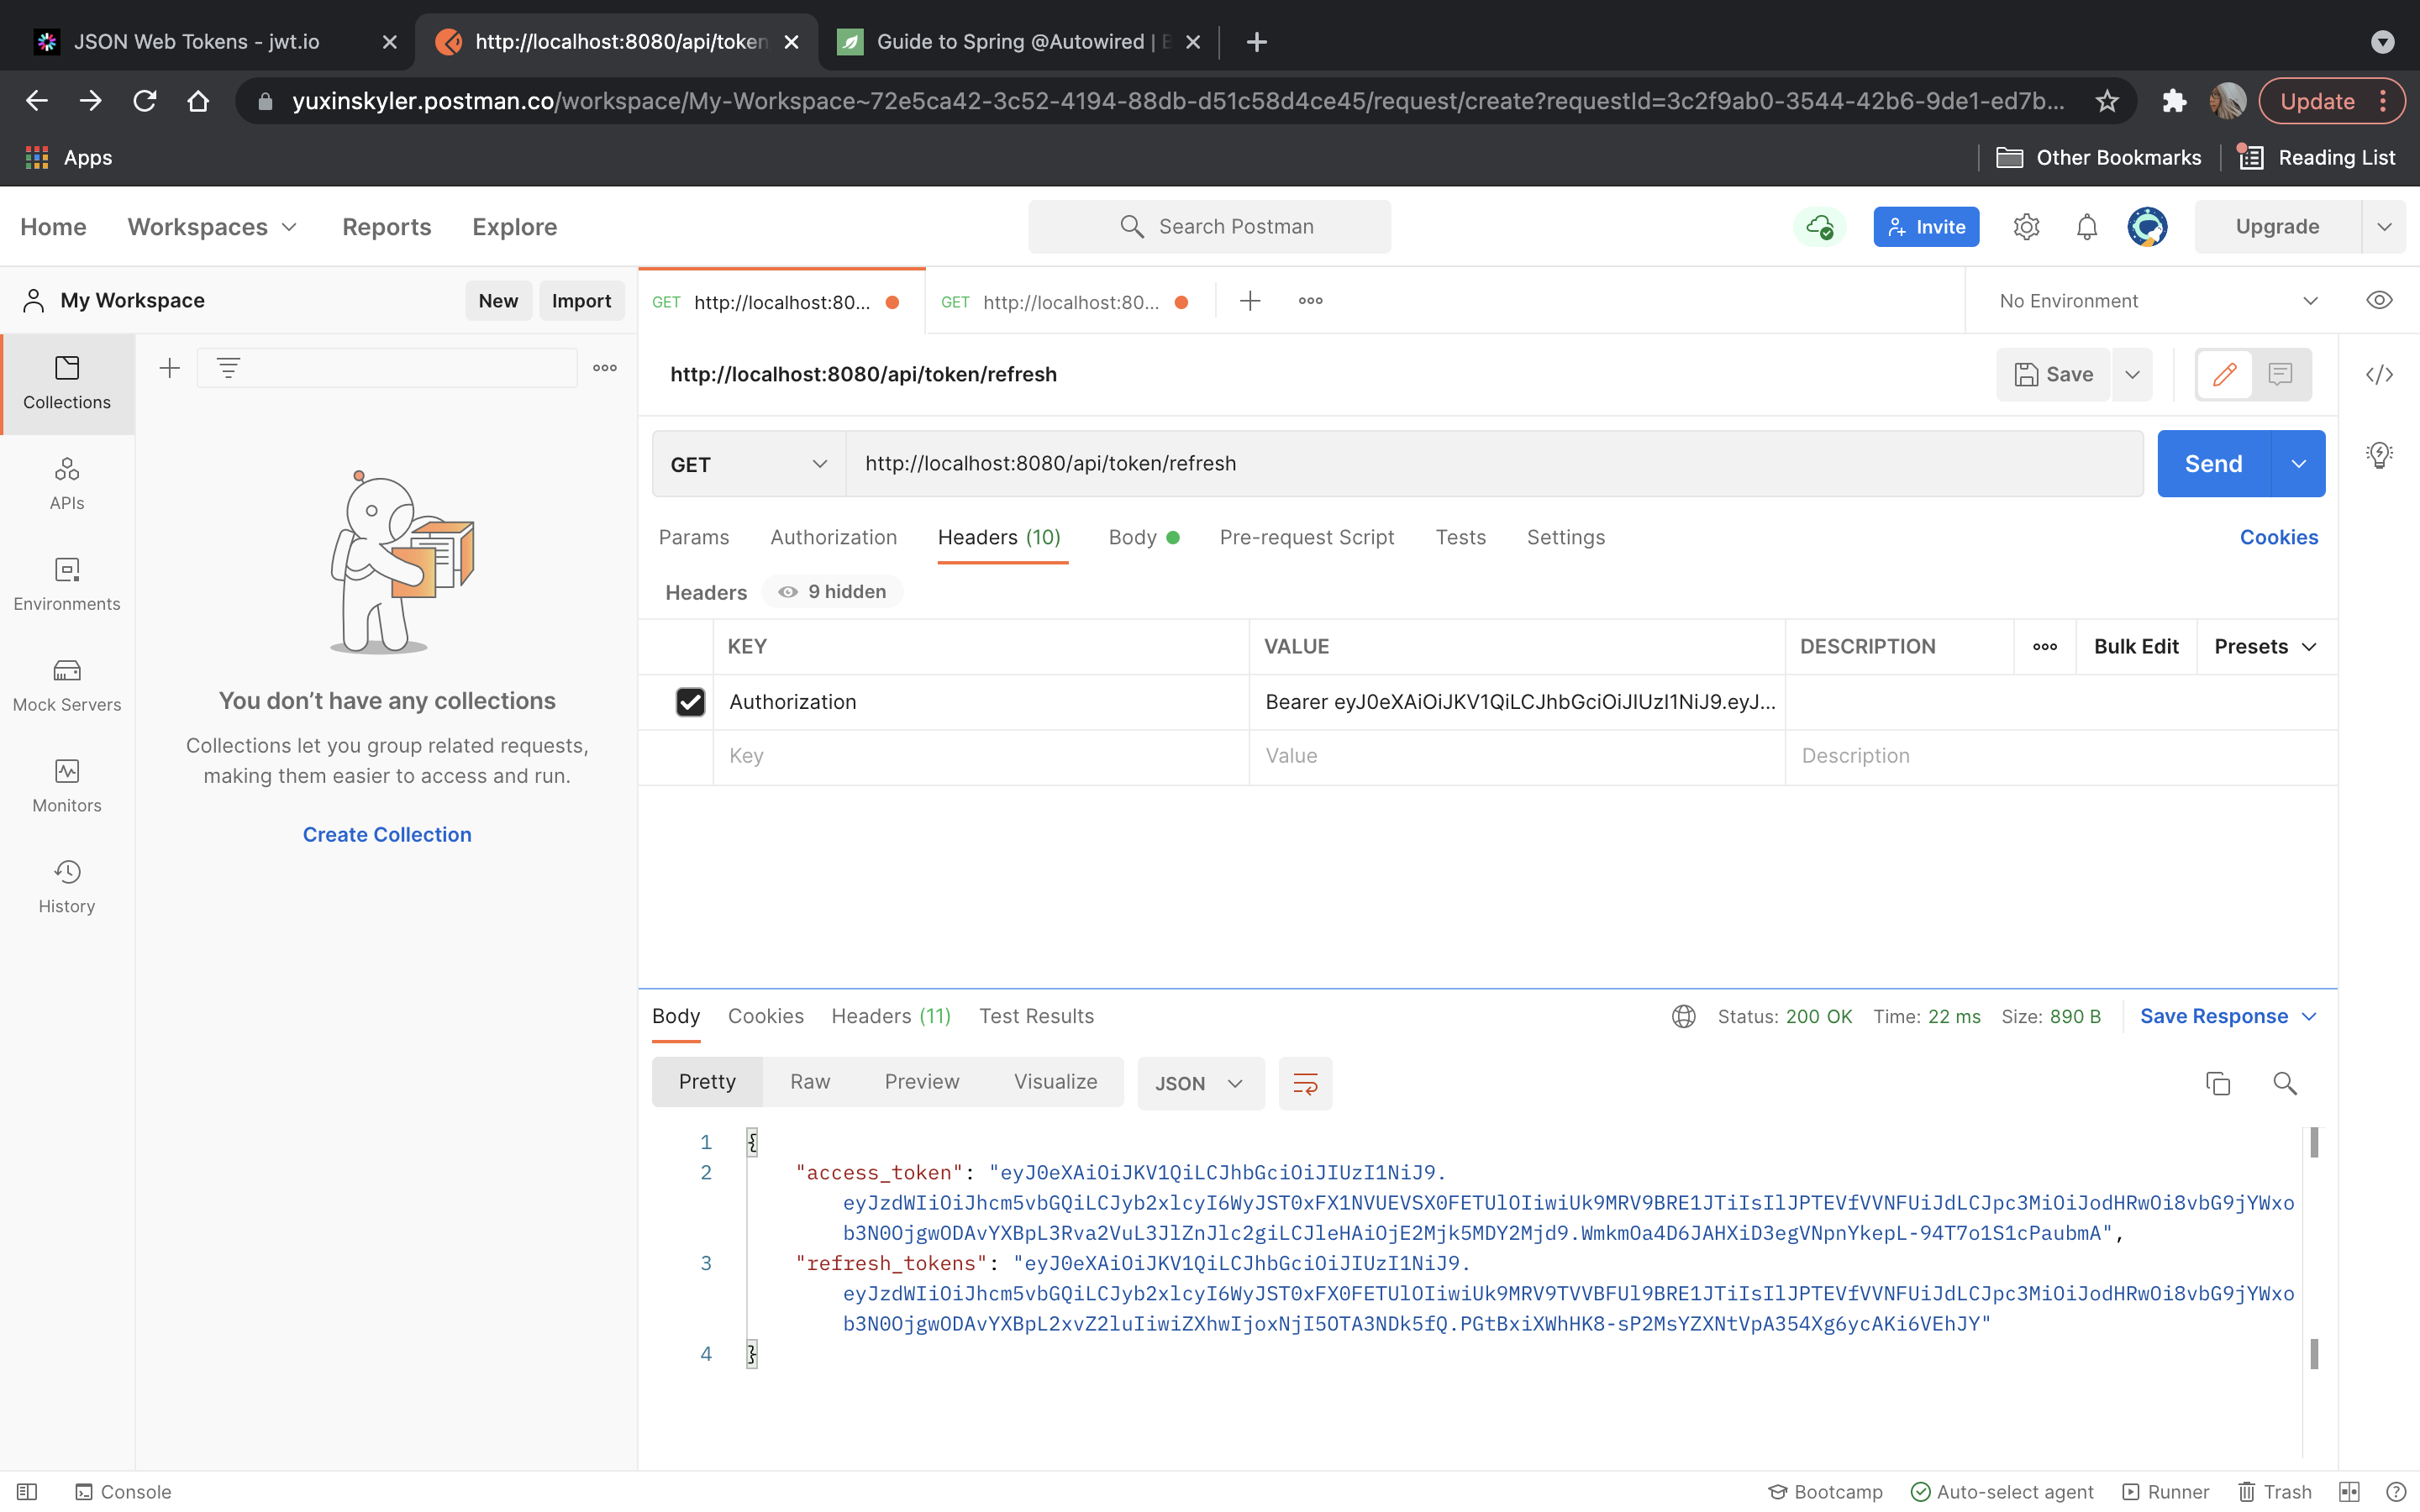 JSON Web Tokens - jwt.io
http://localhost:8080/api/token
Guide to Spring @Autowired |
yuxinskyler.postman.co/workspace/My-Workspace~72e5ca42-3c52-4194-88db-d51c58d4ce45/request/create?requestId=3c2f9ab0-3544-42b6-9de1-ed7b...
Update
Apps
Other Bookmarks
Reading List
Home
Workspaces
Reports
Explore
Search Postman
Invite
Upgrade
My Workspace
New
Import
GET http://localhost:80...
GET http://localhost:80...
No Environment
Collections
APIs
Environments
Mock Servers
Monitors
History
You don’t have any collections
Collections let you group related requests,
making them easier to access and run.
Create Collection
http://localhost:8080/api/token/refresh
Save
GET
http://localhost:8080/api/token/refresh
Send
Params
Authorization
Headers (10)
Body
Pre-request Script
Tests
Settings
Cookies
Headers
9 hidden
KEY
VALUE
DESCRIPTION
Bulk Edit
Presets
Authorization
Bearer eyJ0eXAiOiJKV1QiLCJhbGciOiJIUzI1NiJ9.eyJ...
Key
Value
Description
Body
Cookies
Headers (11)
Test Results
Status: 200 OK
Time: 22 ms
Size: 890 B
Save Response
Pretty
Raw
Preview
Visualize
JSON
1 {
2 "access_token": "eyJ0eXAiOiJKV1QiLCJhbGciOiJIUzI1NiJ9.
eyJzdWIiOiJhcm5vbGQiLCJyb2xlcyI6WyJST0xFX1NVUEVSX0FETUlOIiwiUk9MRV9BRE1JTiIsIlJPTEVfVVNFUiJdLCJpc3MiOiJodHRwOi8vbG9jYWxo
b3N0OjgwODAvYXBpL3Rva2VuL3JlZnJlc2giLCJleHAiOjE2Mjk5MDY2Mjd9.WmkmOa4D6JAHXiD3egVNpnYkepL-94T7o1S1cPaubmA",
3 "refresh_tokens": "eyJ0eXAiOiJKV1QiLCJhbGciOiJIUzI1NiJ9.
eyJzdWIiOiJhcm5vbGQiLCJyb2xlcyI6WyJST0xFX0FETUlOIiwiUk9MRV9TVVBFUl9BRE1JTiIsIlJPTEVfVVNFUiJdLCJpc3MiOiJodHRwOi8vbG9jYWxo
b3N0OjgwODAvYXBpL2xvZ2luIiwiZXhwIjoxNjI5OTA3NDk5fQ.PGtBxiXWhHK8-sP2MsYZXNtVpA354Xg6ycAKi6VEhJY"
4 }
Console
Bootcamp
Auto-select agent
Runner
Trash